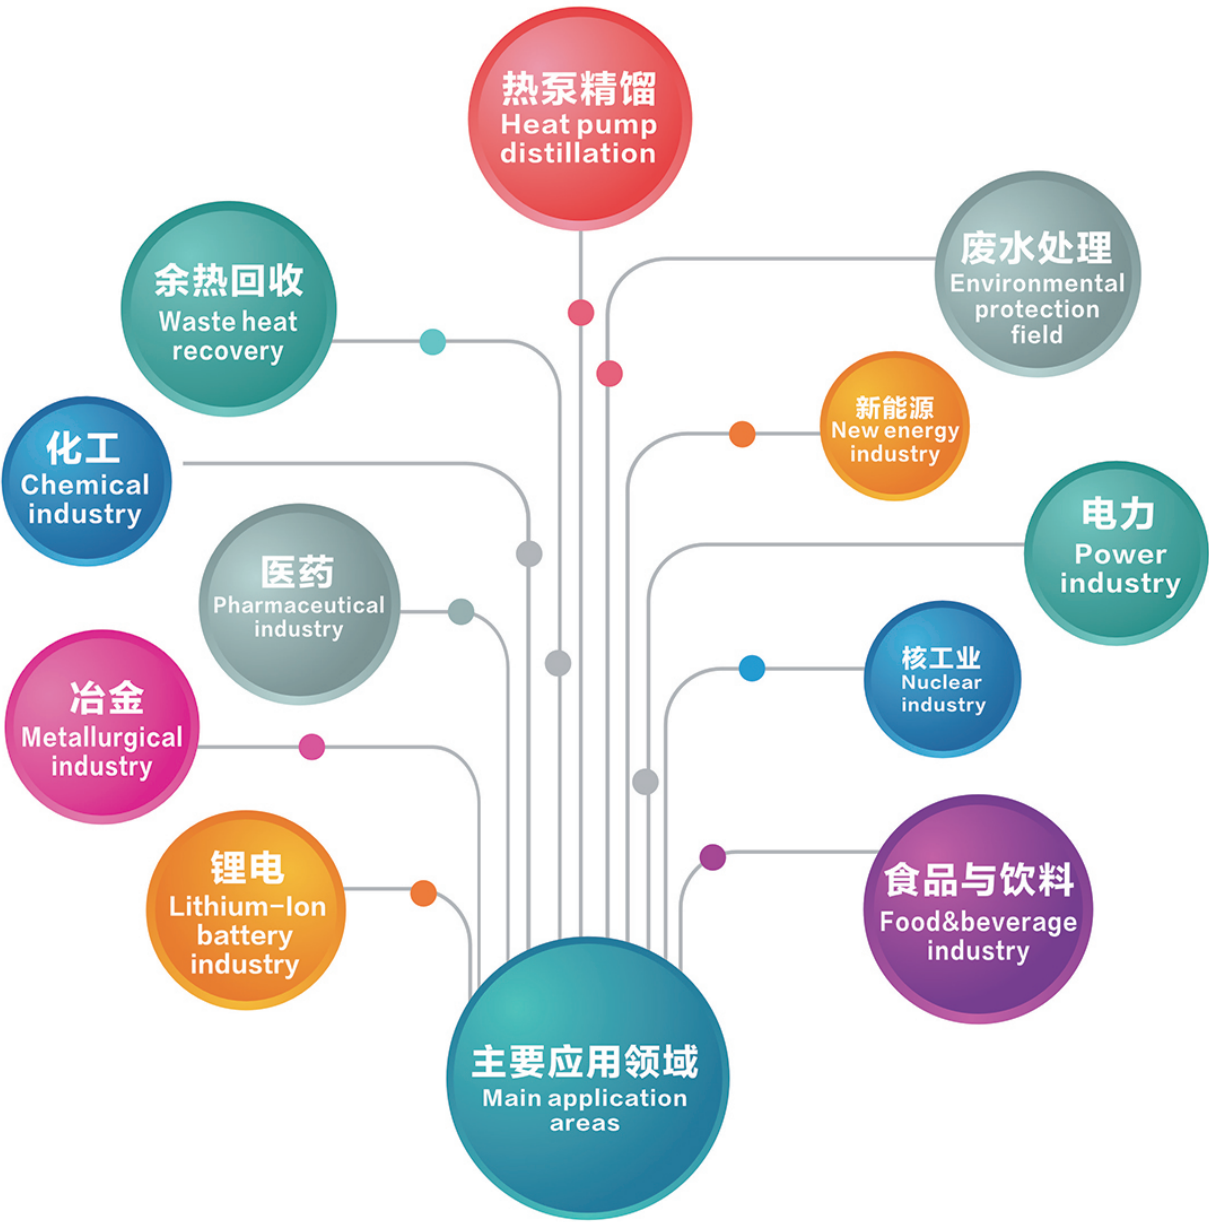 热泵精馏
Heat pump
distillation
废水处理
Environmental
protection
field
余热回收
Waste heat
recovery
新能源
New energy
industry
化工
Chemical
industry
电力
Power
industry
医药
Pharmaceutical
industry
核工业
Nuclear
industry
冶金
Metallurgical
industry
锂电
Lithium-Ion
battery
industry
食品与饮料
Food&beverage
industry
主要应用领域
Main application
areas